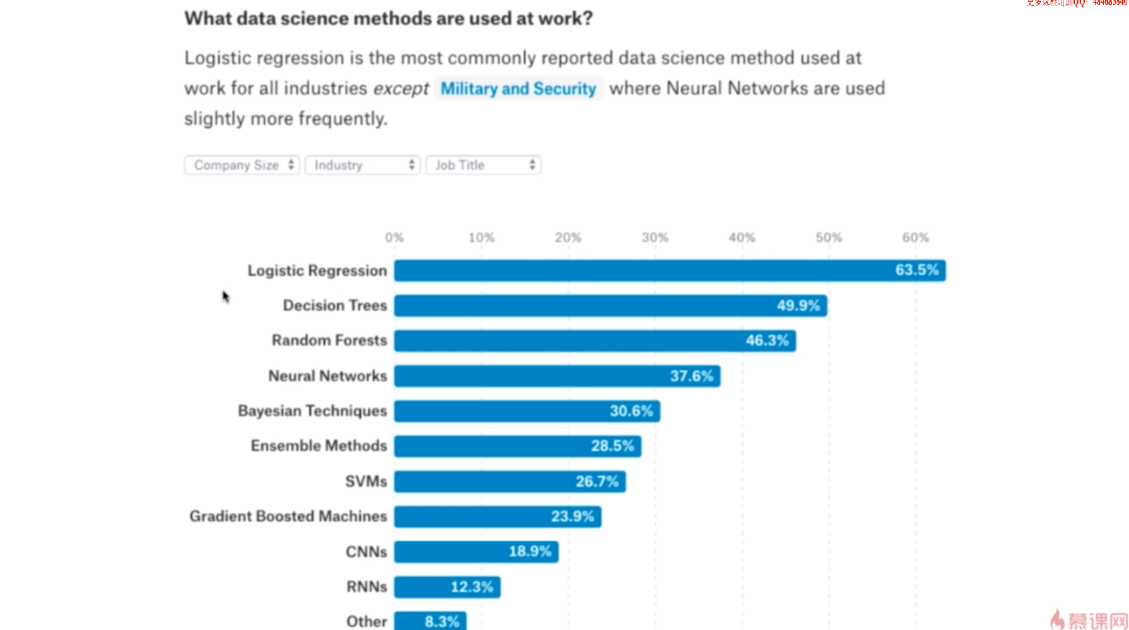 What data science methods are used at work?
Logistic regression is the most commonly reported data science method used at
work for all industries except Military and Security where Neural Networks are used
slightly more frequently.
Company Size Industry Job Title
0% 10% 20% 30% 40% 50% 60%
Logistic Regression 63.5%
Decision Trees 49.9%
Random Forests 46.3%
Neural Networks 37.6%
Bayesian Techniques 30.6%
Ensemble Methods 28.5%
SVMs 26.7%
Gradient Boosted Machines 23.9%
CNNs 18.9%
RNNs 12.3%
Other 8.3%
慕课网